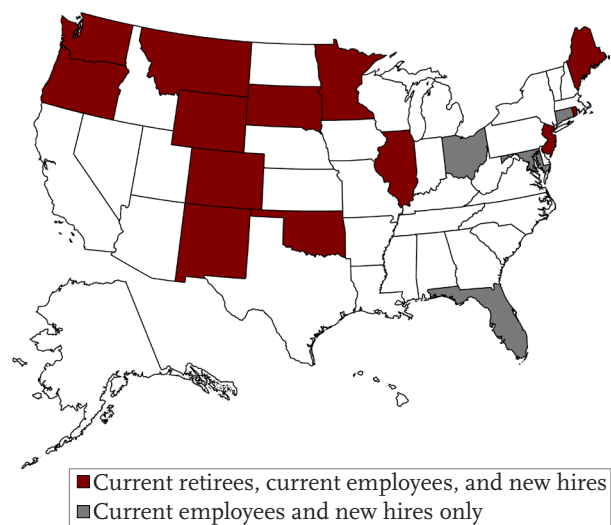 Current retirees, current employees, and new hires
Current employees and new hires only